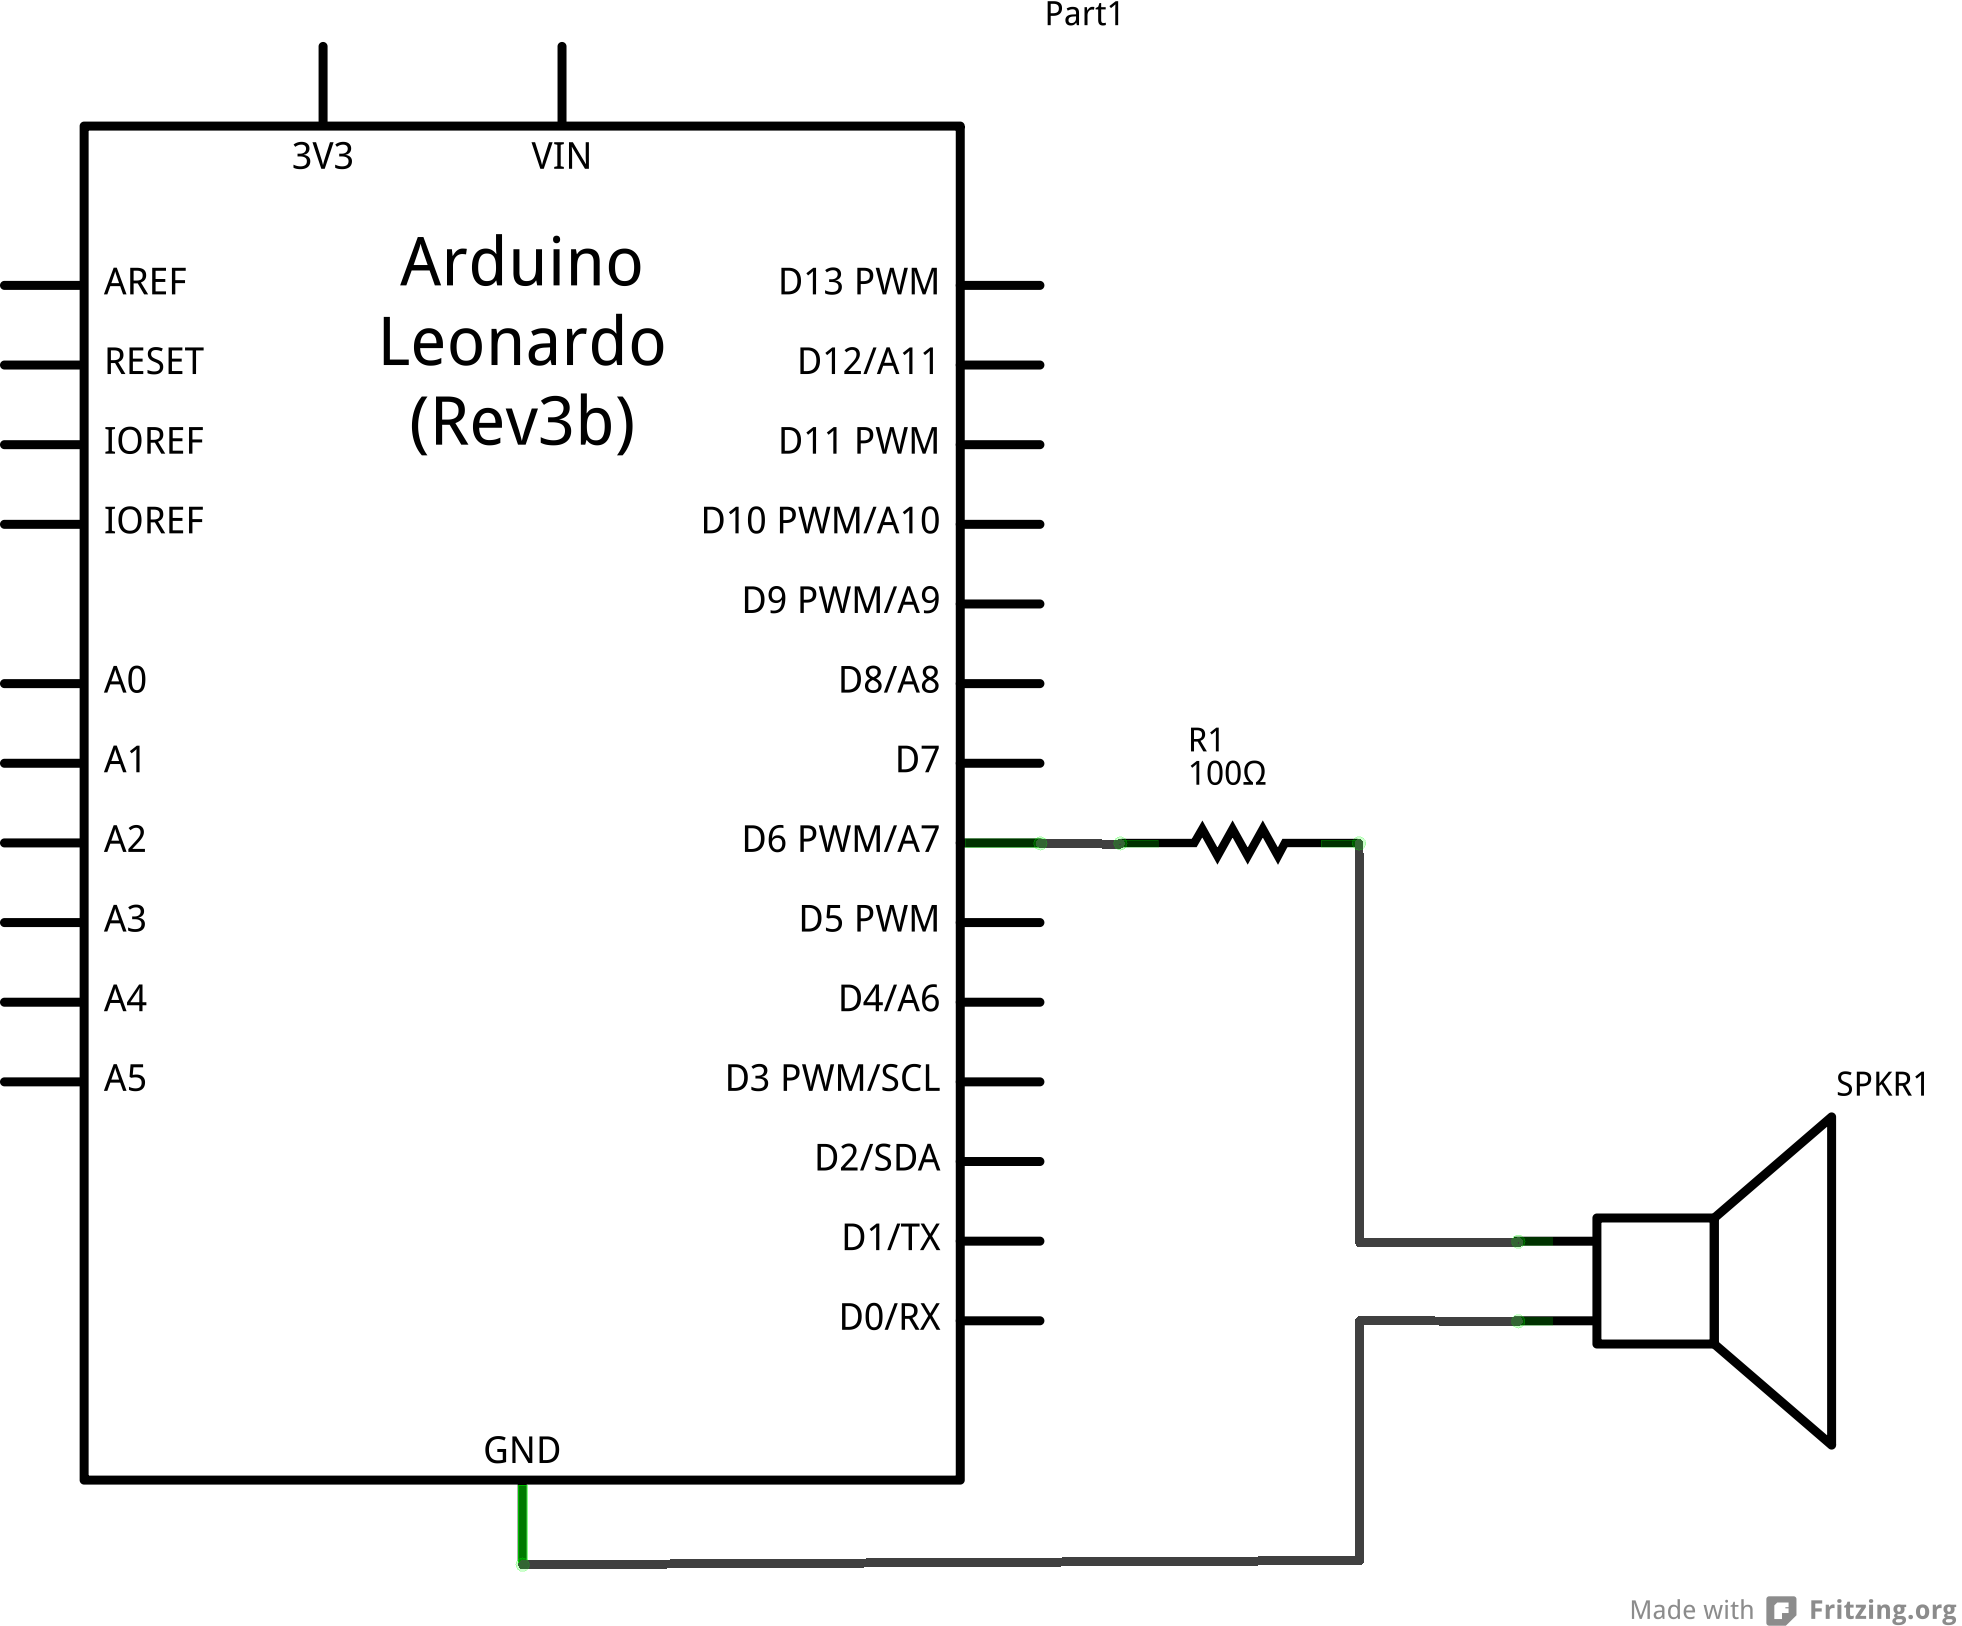 Part1
3V3
VIN
Arduino
Leonardo
(Rev3b)
AREF
RESET
IOREF
IOREF
A0
A1
A2
A3
A4
A5
D13 PWM
D12/A11
D11 PWM
D10 PWM/A10
D9 PWM/A9
D8/A8
D7
D6 PWM/A7
D5 PWM
D4/A6
D3 PWM/SCL
D2/SDA
D1/TX
D0/RX
GND
R1
100Ω
SPKR1
Made with Fritzing.org